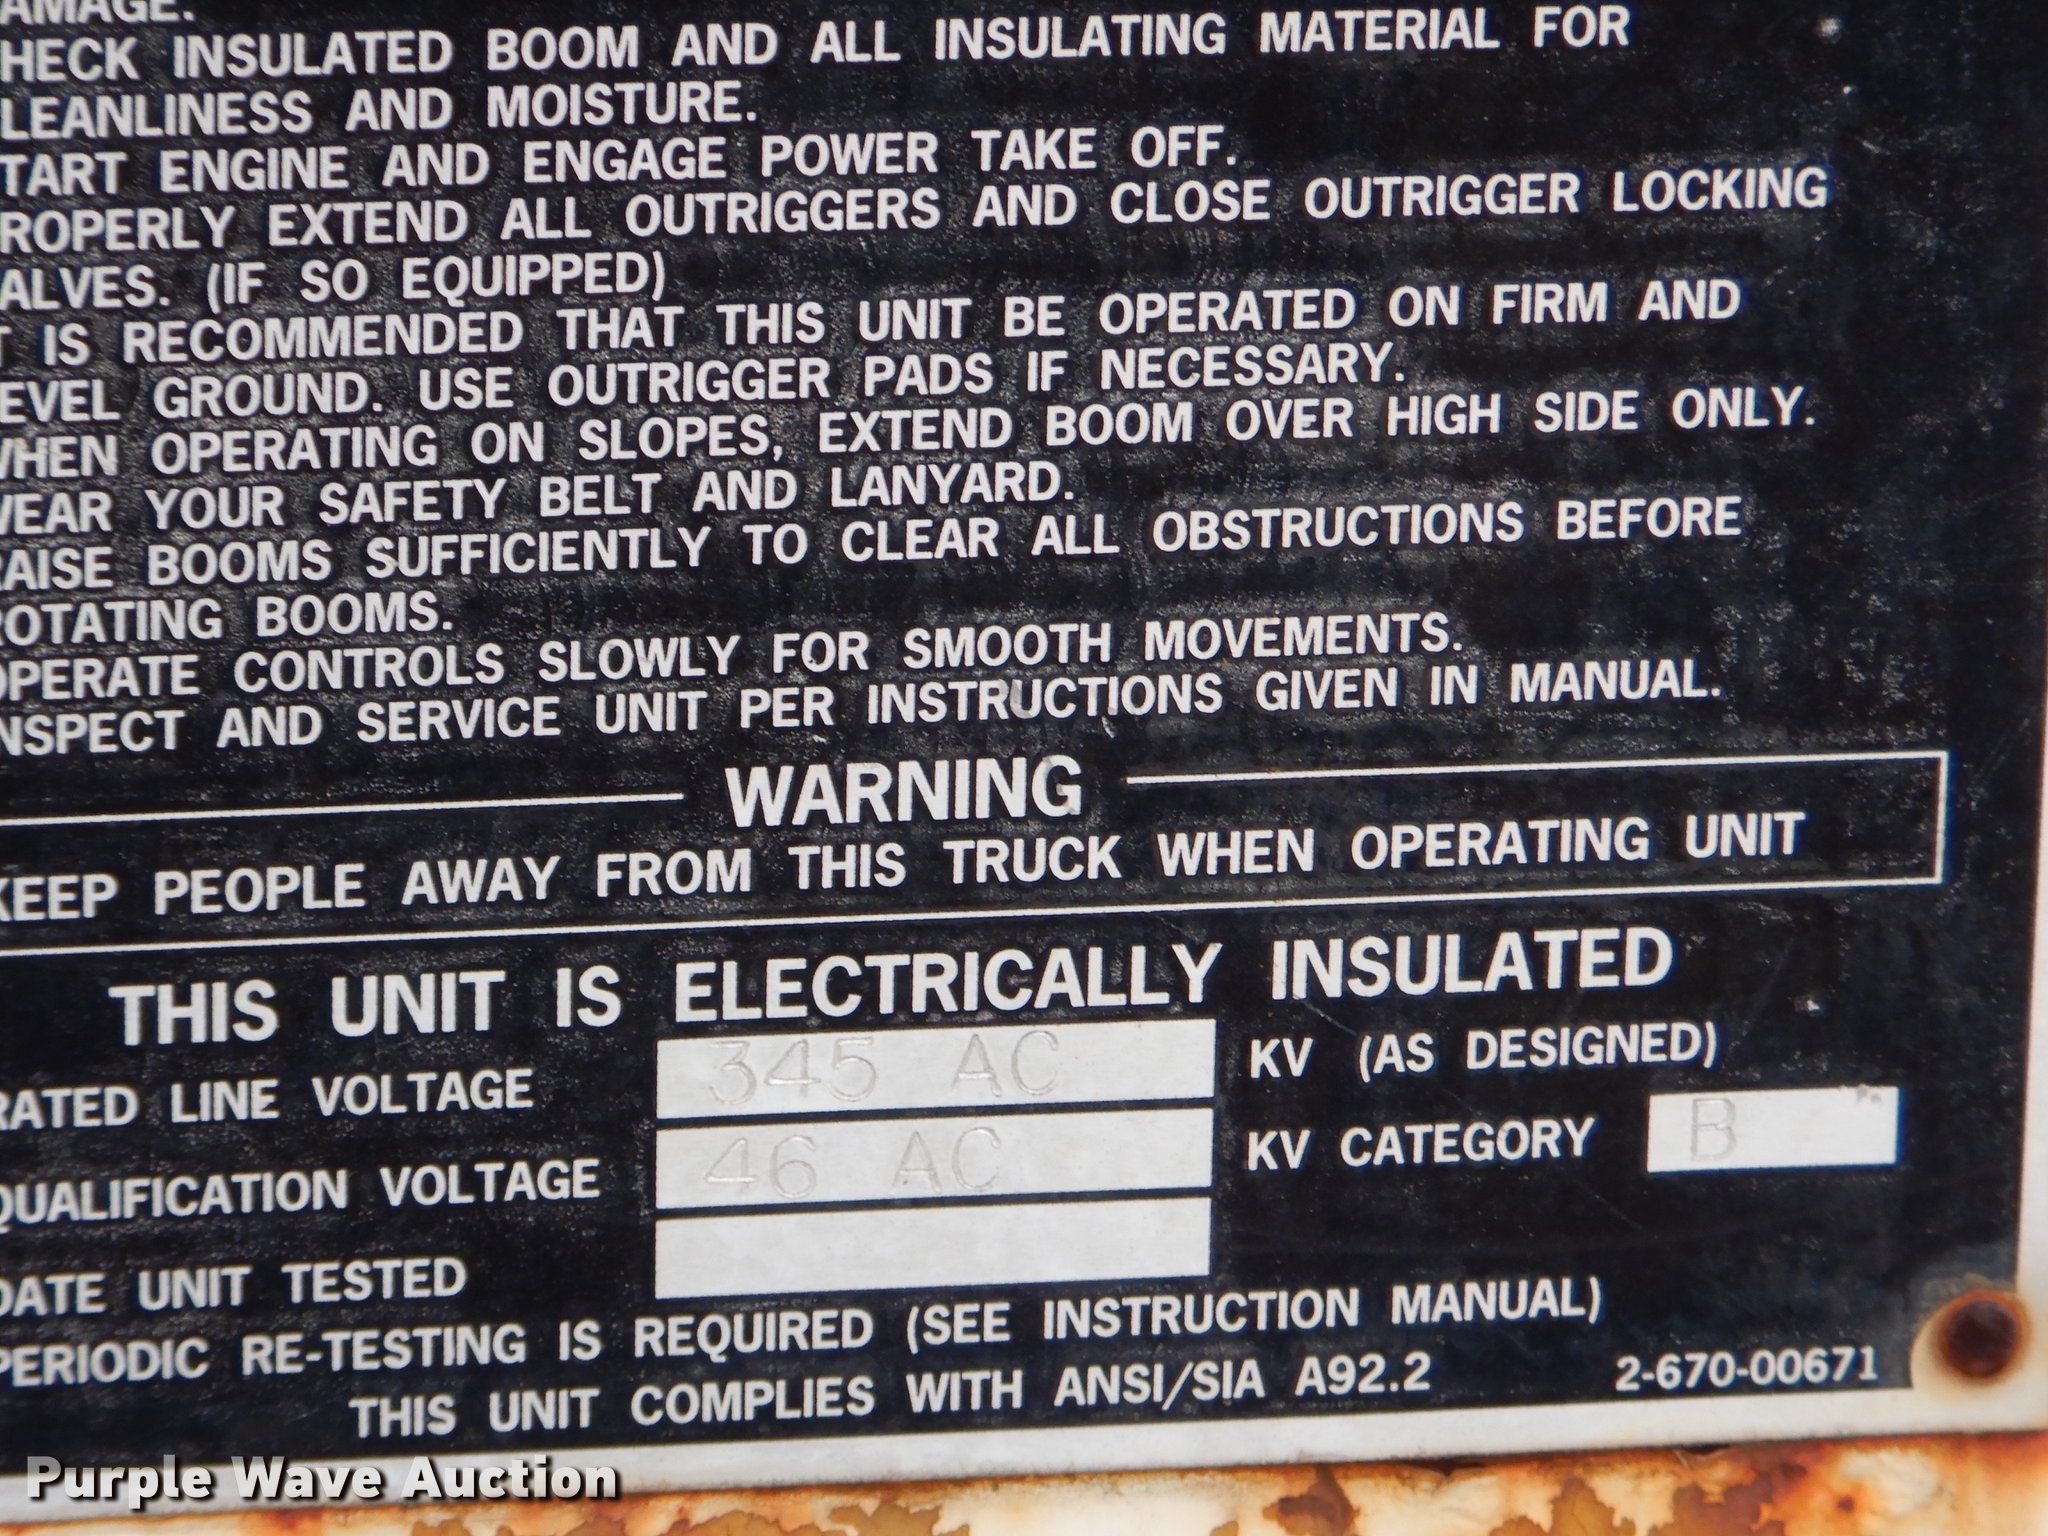 AMAGE.
HECK INSULATED BOOM AND ALL INSULATING MATERIAL FOR
LEANLINESS AND MOISTURE.
TART ENGINE AND ENGAGE POWER TAKE OFF.
ROPERLY EXTEND ALL OUTRIGGERS AND CLOSE OUTRIGGER LOCKING
ALVES. (IF SO EQUIPPED)
T IS RECOMMENDED THAT THIS UNIT BE OPERATED ON FIRM AND
EVEL GROUND. USE OUTRIGGER PADS IF NECESSARY.
WHEN OPERATING ON SLOPES, EXTEND BOOM OVER HIGH SIDE ONLY.
WEAR YOUR SAFETY BELT AND LANYARD.
RAISE BOOMS SUFFICIENTLY TO CLEAR ALL OBSTRUCTIONS BEFORE
ROTATING BOOMS.
OPERATE CONTROLS SLOWLY FOR SMOOTH MOVEMENTS.
NSPECT AND SERVICE UNIT PER INSTRUCTIONS GIVEN IN MANUAL.
WARNING
KEEP PEOPLE AWAY FROM THIS TRUCK WHEN OPERATING UNIT
THIS UNIT IS ELECTRICALLY INSULATED
RATED LINE VOLTAGE 345 AC KV (AS DESIGNED)
QUALIFICATION VOLTAGE 46 AC KV CATEGORY B
DATE UNIT TESTED
PERIODIC RE-TESTING IS REQUIRED (SEE INSTRUCTION MANUAL)
THIS UNIT COMPLIES WITH ANSI/SIA A92.2 2-670-00671
Purple Wave Auction